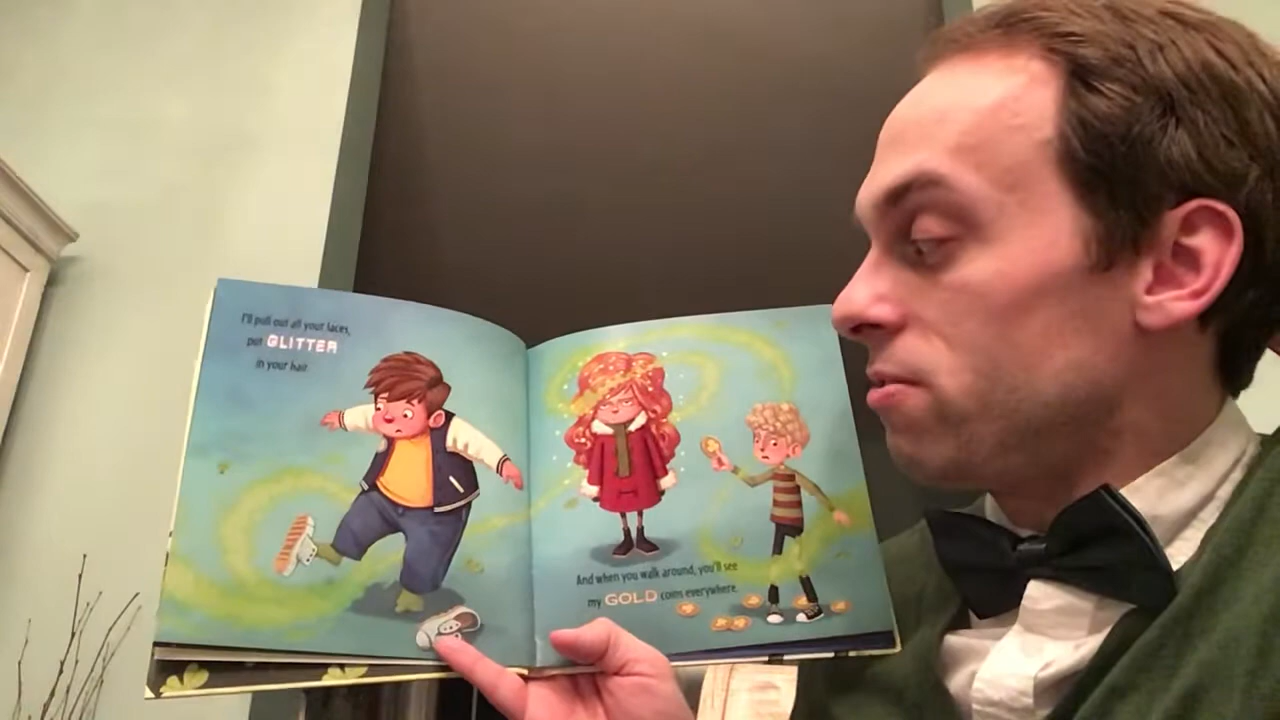 I'll pull out all your laces,
put GLITTER
in your hair.
And when you walk around, you'll see
my GOLD coins everywhere.